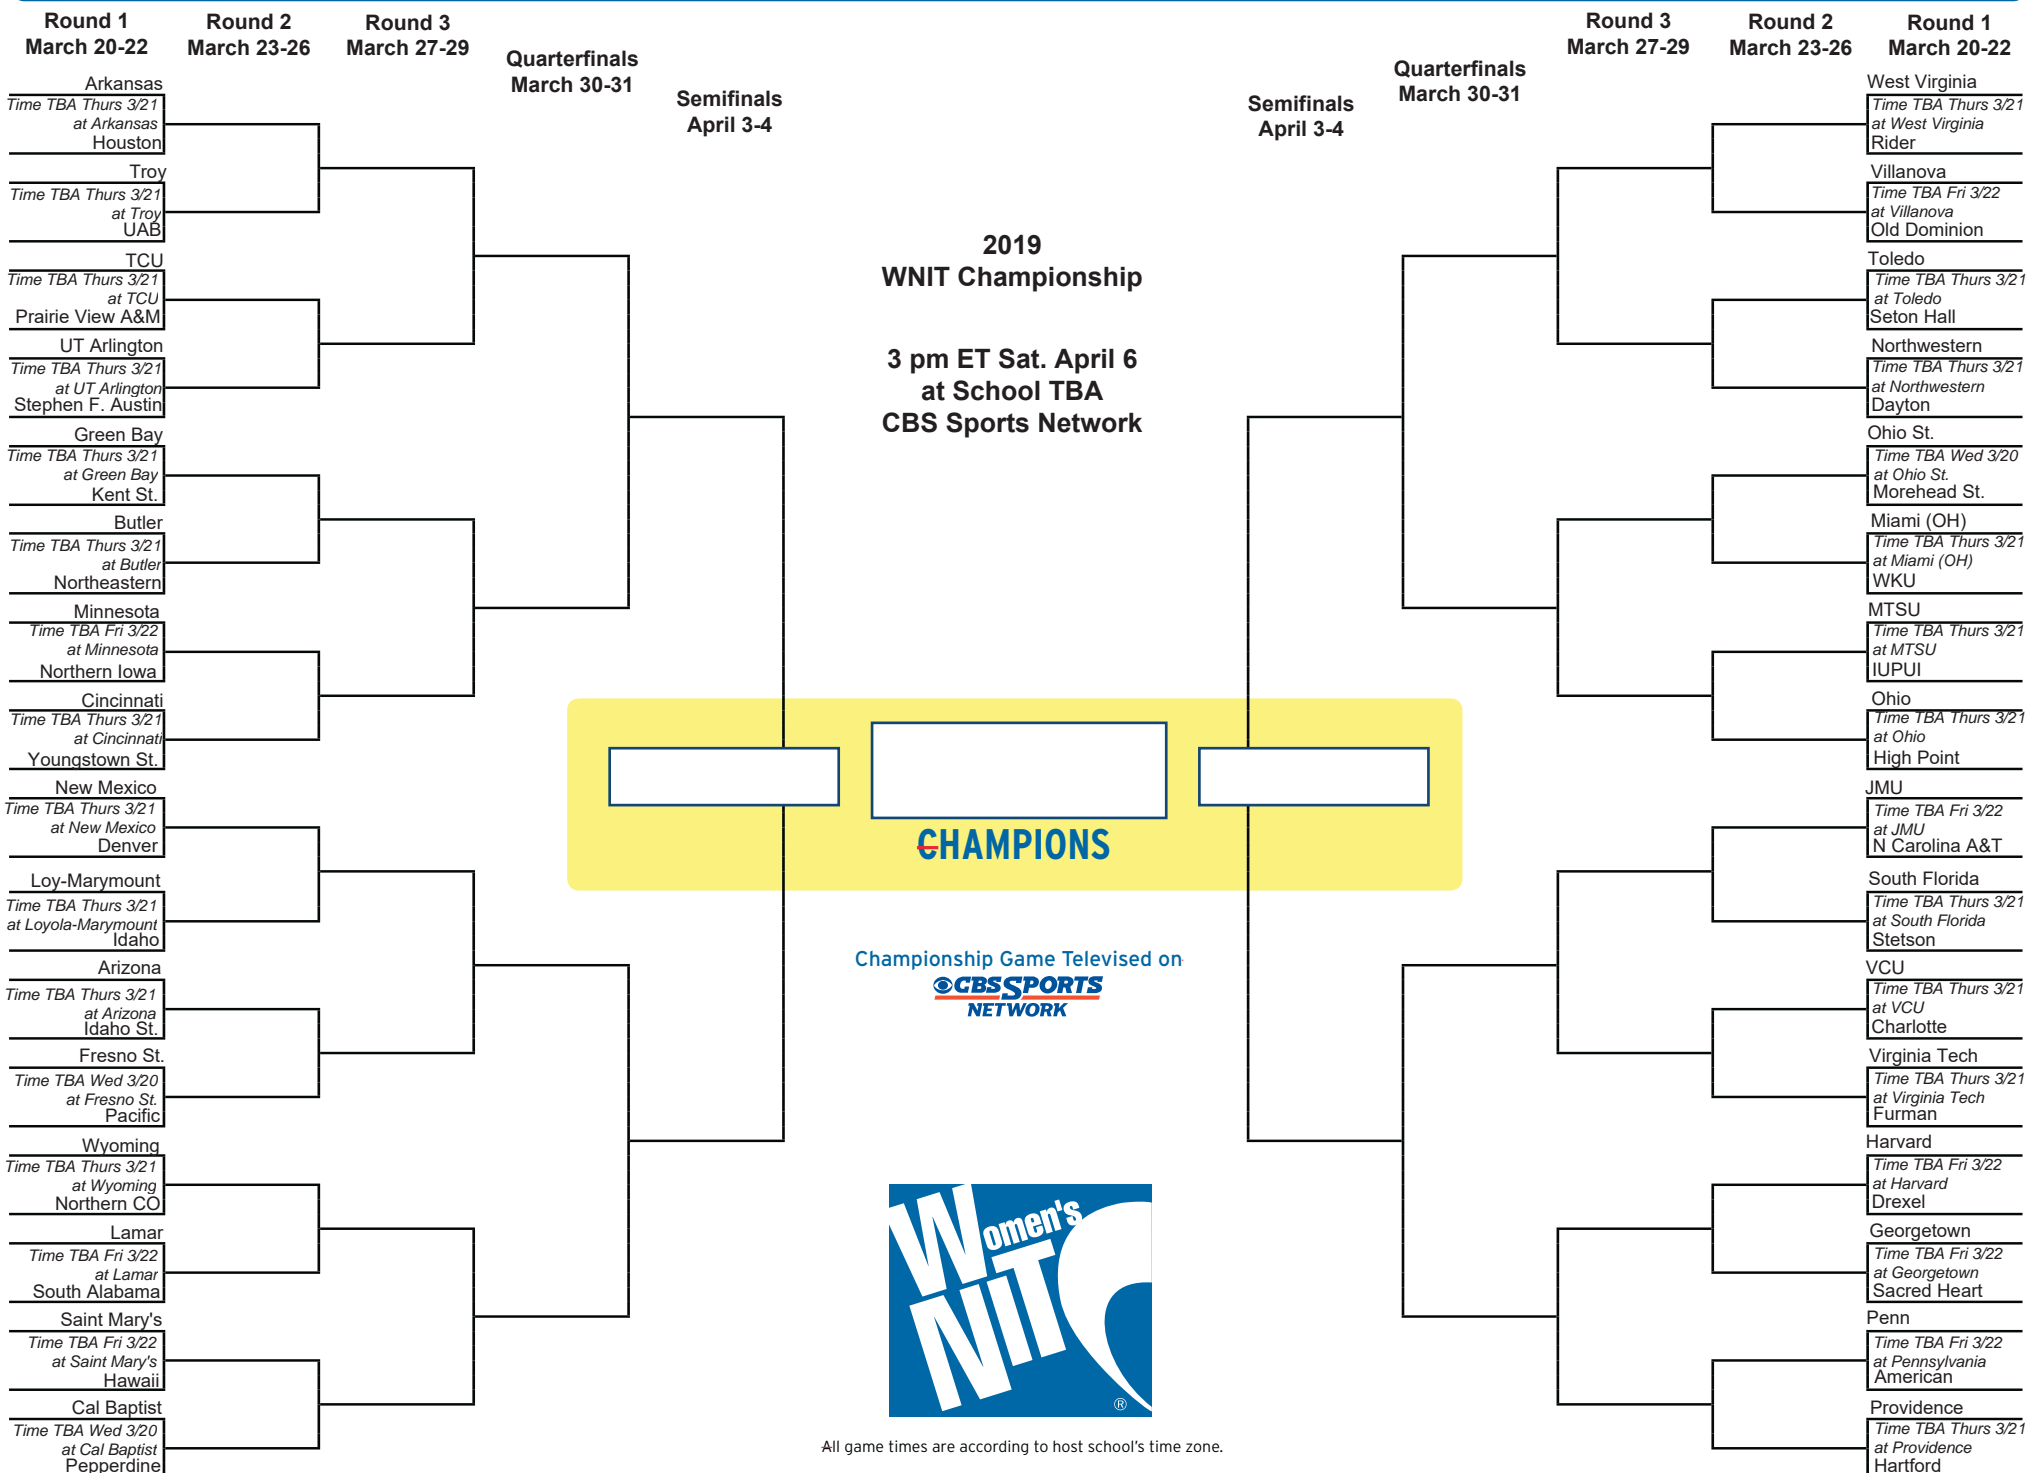 Round 1
March 20-22
Round 2
March 23-26
Round 3
March 27-29
Quarterfinals
March 30-31
Semifinals
April 3-4
Arkansas
Time TBA Thurs 3/21
at Arkansas
Houston
Troy
Time TBA Thurs 3/21
at Troy
UAB
TCU
Time TBA Thurs 3/21
at TCU
Prairie View A&M
UT Arlington
Time TBA Thurs 3/21
at UT Arlington
Stephen F. Austin
Green Bay
Time TBA Thurs 3/21
at Green Bay
Kent St.
Butler
Time TBA Thurs 3/21
at Butler
Northeastern
Minnesota
Time TBA Fri 3/22
at Minnesota
Northern Iowa
Cincinnati
Time TBA Thurs 3/21
at Cincinnati
Youngstown St.
New Mexico
Time TBA Thurs 3/21
at New Mexico
Denver
Loy-Marymount
Time TBA Thurs 3/21
at Loyola-Marymount
Idaho
Arizona
Time TBA Thurs 3/21
at Arizona
Idaho St.
Fresno St.
Time TBA Wed 3/20
at Fresno St.
Pacific
Wyoming
Time TBA Thurs 3/21
at Wyoming
Northern CO
Lamar
Time TBA Fri 3/22
at Lamar
South Alabama
Saint Mary's
Time TBA Fri 3/22
at Saint Mary's
Hawaii
Cal Baptist
Time TBA Wed 3/20
at Cal Baptist
Pepperdine
2019
WNIT Championship
3 pm ET Sat. April 6
at School TBA
CBS Sports Network
CHAMPIONS
Championship Game Televised on
CBS SPORTS
NETWORK
Women's
NIT
®
All game times are according to host school's time zone.
Semifinals
April 3-4
Quarterfinals
March 30-31
Round 3
March 27-29
Round 2
March 23-26
Round 1
March 20-22
West Virginia
Time TBA Thurs 3/21
at West Virginia
Rider
Villanova
Time TBA Fri 3/22
at Villanova
Old Dominion
Toledo
Time TBA Thurs 3/21
at Toledo
Seton Hall
Northwestern
Time TBA Thurs 3/21
at Northwestern
Dayton
Ohio St.
Time TBA Wed 3/20
at Ohio St.
Morehead St.
Miami (OH)
Time TBA Thurs 3/21
at Miami (OH)
WKU
MTSU
Time TBA Thurs 3/21
at MTSU
IUPUI
Ohio
Time TBA Thurs 3/21
at Ohio
High Point
JMU
Time TBA Fri 3/22
at JMU
N Carolina A&T
South Florida
Time TBA Thurs 3/21
at South Florida
Stetson
VCU
Time TBA Thurs 3/21
at VCU
Charlotte
Virginia Tech
Time TBA Thurs 3/21
at Virginia Tech
Furman
Harvard
Time TBA Fri 3/22
at Harvard
Drexel
Georgetown
Time TBA Fri 3/22
at Georgetown
Sacred Heart
Penn
Time TBA Fri 3/22
at Pennsylvania
American
Providence
Time TBA Thurs 3/21
at Providence
Hartford